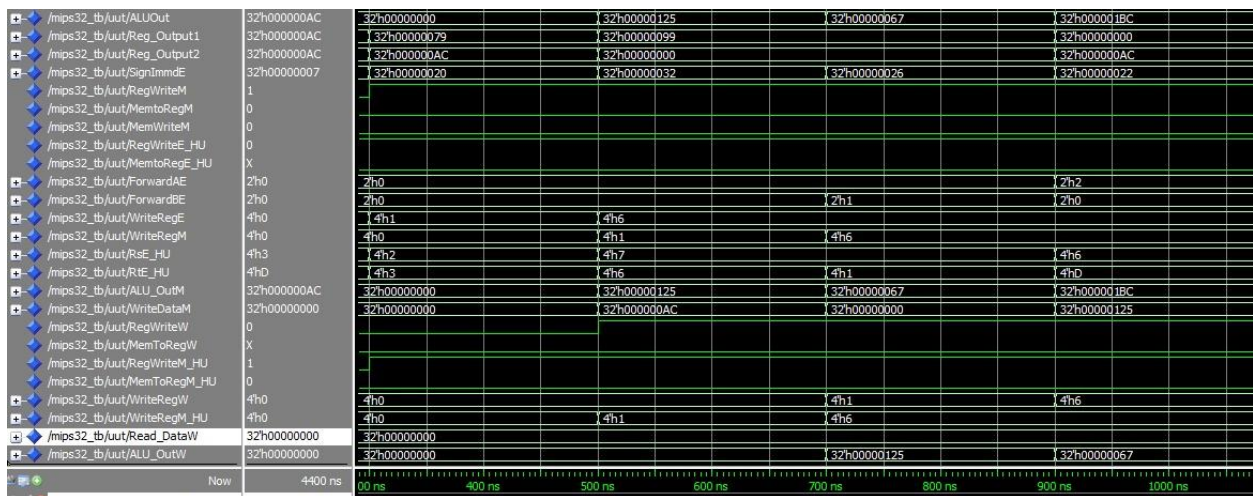 /mips32_tb/uut/ALUOut 32'h000000AC 32'h00000000 32'h00000125 32'h00000067 32'h000001BC
/mips32_tb/uut/Reg_Output1 32'h000000AC 32'h00000079 32'h00000099 32'h00000000
/mips32_tb/uut/Reg_Output2 32'h000000AC 32'h000000AC 32'h00000000 32'h000000AC
/mips32_tb/uut/SignImmdE 32'h00000007 32'h00000020 32'h00000032 32'h00000026 32'h00000022
/mips32_tb/uut/RegWriteM 1
/mips32_tb/uut/MemtoRegM 0
/mips32_tb/uut/MemWriteM 0
/mips32_tb/uut/RegWriteE_HU 0
/mips32_tb/uut/MemtoRegE_HU X
/mips32_tb/uut/ForwardAE 2'h0 2'h0 2'h2
/mips32_tb/uut/ForwardBE 2'h0 2'h0 2'h1 2'h0
/mips32_tb/uut/WriteRegE 4'h0 4'h1 4'h6
/mips32_tb/uut/WriteRegM 4'h0 4'h0 4'h1 4'h6
/mips32_tb/uut/RsE_HU 4'h3 4'h2 4'h7 4'h6
/mips32_tb/uut/RtE_HU 4'hD 4'h3 4'h6 4'h1 4'hD
/mips32_tb/uut/ALU_OutM 32'h000000AC 32'h00000000 32'h00000125 32'h00000067 32'h000001BC
/mips32_tb/uut/WriteDataM 32'h00000000 32'h00000000 32'h000000AC 32'h00000000 32'h00000125
/mips32_tb/uut/RegWriteW 0
/mips32_tb/uut/MemToRegW X
/mips32_tb/uut/RegWriteM_HU 1
/mips32_tb/uut/MemToRegM_HU 0
/mips32_tb/uut/WriteRegW 4'h0 4'h0 4'h1 4'h6
/mips32_tb/uut/WriteRegM_HU 4'h0 4'h0 4'h1 4'h6
/mips32_tb/uut/Read_DataW 32'h00000000 32'h00000000
/mips32_tb/uut/ALU_OutW 32'h00000000 32'h00000000 32'h00000125 32'h00000067
Now 4400 ns 00 ns 400 ns 500 ns 600 ns 700 ns 800 ns 900 ns 1000 ns